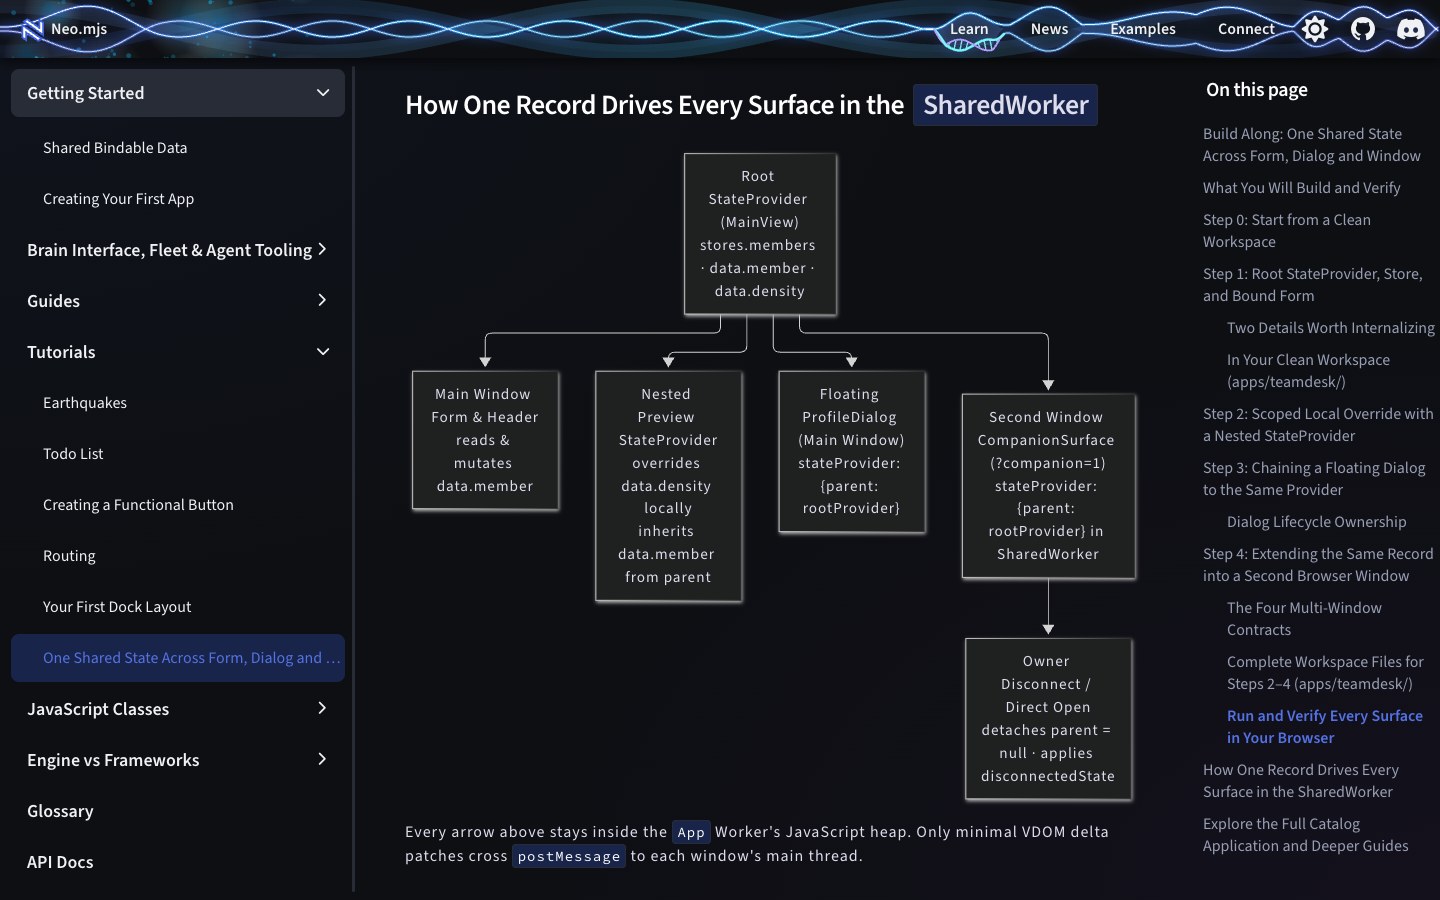 Neo.mjs
Learn
News
Examples
Connect
Getting Started
Shared Bindable Data
Creating Your First App
Brain Interface, Fleet & Agent Tooling
Guides
Tutorials
Earthquakes
Todo List
Creating a Functional Button
Routing
Your First Dock Layout
One Shared State Across Form, Dialog and …
JavaScript Classes
Engine vs Frameworks
Glossary
API Docs
How One Record Drives Every Surface in the SharedWorker
Root
StateProvider
(MainView)
stores.members
· data.member ·
data.density
Main Window
Form & Header
reads &
mutates
data.member
Nested
Preview
StateProvider
overrides
data.density
locally
inherits
data.member
from parent
Floating
ProfileDialog
(Main Window)
stateProvider:
{parent:
rootProvider}
Second Window
CompanionSurface
(?companion=1)
stateProvider:
{parent:
rootProvider} in
SharedWorker
Owner
Disconnect /
Direct Open
detaches parent =
null · applies
disconnectedState
Every arrow above stays inside the App Worker's JavaScript heap. Only minimal VDOM delta
patches cross postMessage to each window's main thread.
On this page
Build Along: One Shared State
Across Form, Dialog and Window
What You Will Build and Verify
Step 0: Start from a Clean
Workspace
Step 1: Root StateProvider, Store,
and Bound Form
Two Details Worth Internalizing
In Your Clean Workspace
(apps/teamdesk/)
Step 2: Scoped Local Override with
a Nested StateProvider
Step 3: Chaining a Floating Dialog
to the Same Provider
Dialog Lifecycle Ownership
Step 4: Extending the Same Record
into a Second Browser Window
The Four Multi-Window
Contracts
Complete Workspace Files for
Steps 2–4 (apps/teamdesk/)
Run and Verify Every Surface
in Your Browser
How One Record Drives Every
Surface in the SharedWorker
Explore the Full Catalog
Application and Deeper Guides